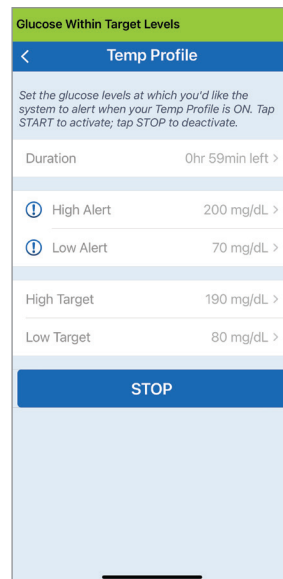 Glucose Within Target Levels
Temp Profile
Set the glucose levels at which you'd like the
system to alert when your Temp Profile is ON. Tap
START to activate; tap STOP to deactivate.
Duration 0hr 59min left >
High Alert 200 mg/dL >
Low Alert 70 mg/dL >
High Target 190 mg/dL >
Low Target 80 mg/dL >
STOP